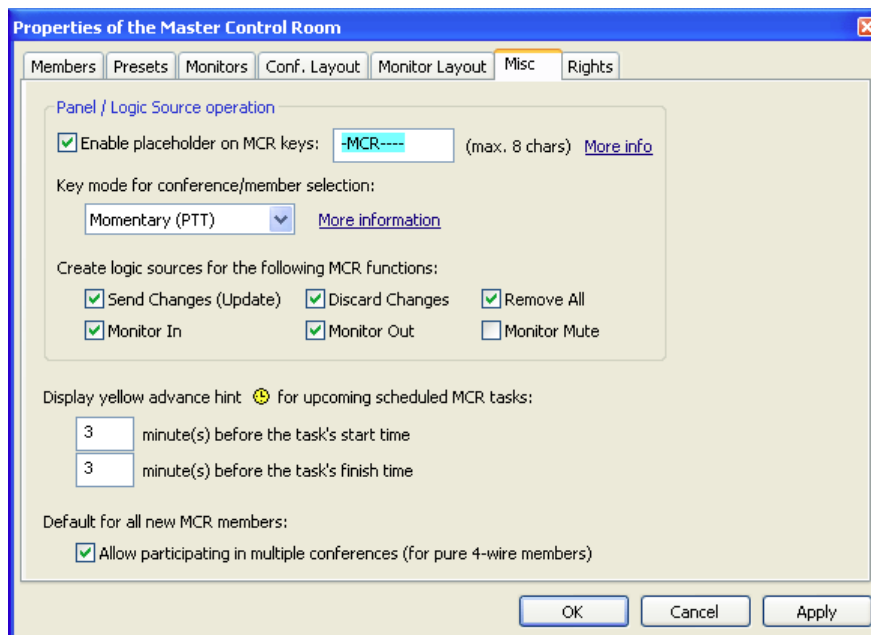 Properties of the Master Control Room
Members Presets Monitors Conf. Layout Monitor Layout Misc Rights
Panel / Logic Source operation
Enable placeholder on MCR keys: -MCR---- (max. 8 chars) More info
Key mode for conference/member selection:
Momentary (PTT) More information
Create logic sources for the following MCR functions:
Send Changes (Update) Discard Changes Remove All
Monitor In Monitor Out Monitor Mute
Display yellow advance hint for upcoming scheduled MCR tasks:
3 minute(s) before the task's start time
3 minute(s) before the task's finish time
Default for all new MCR members:
Allow participating in multiple conferences (for pure 4-wire members)
OK Cancel Apply